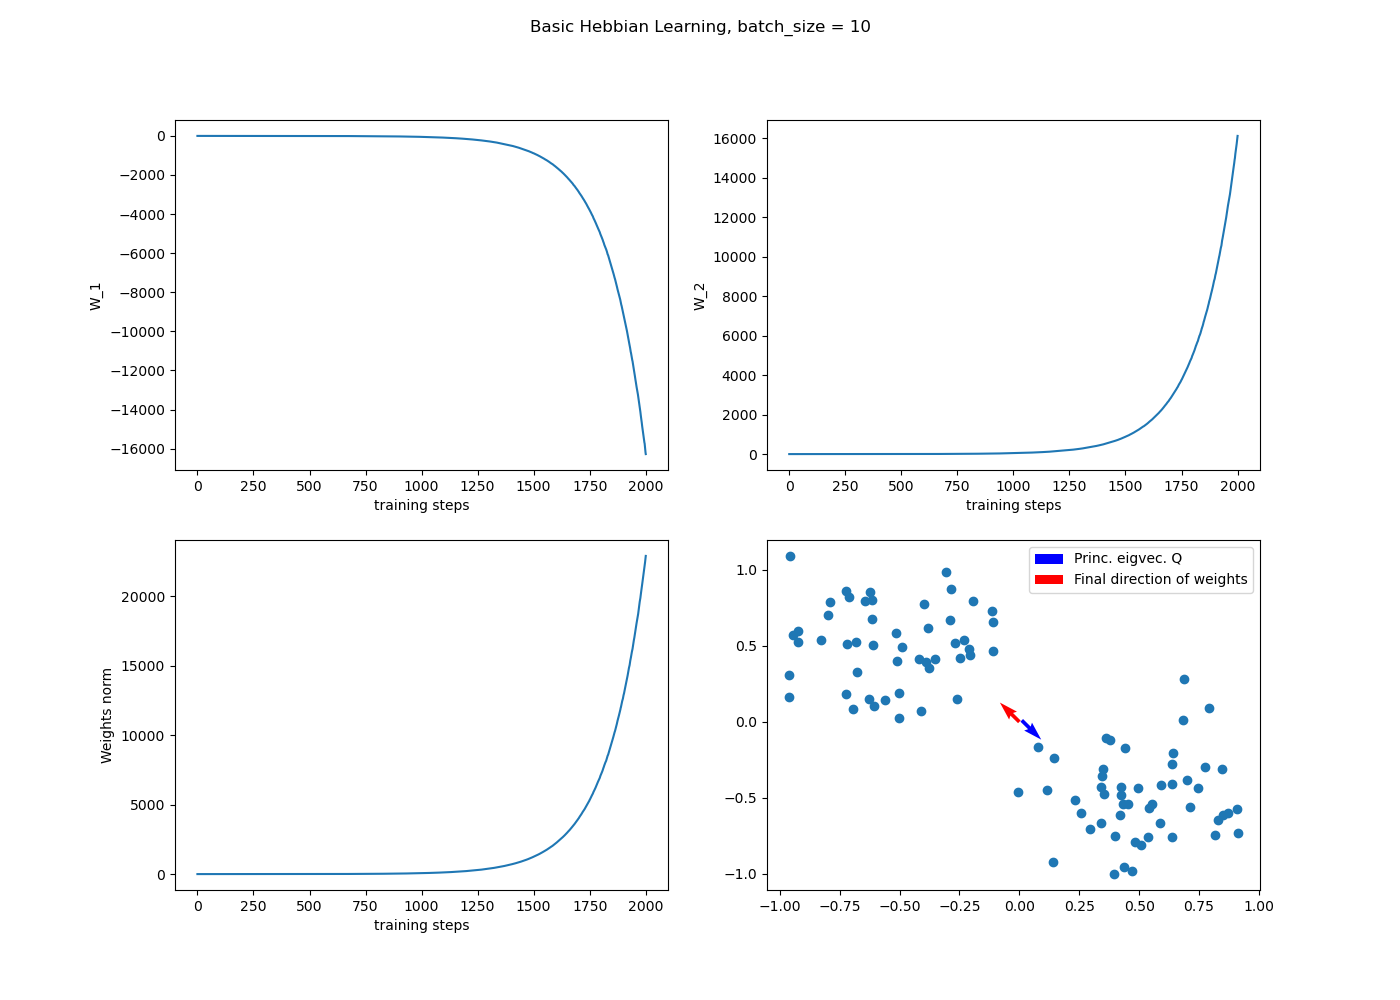 Basic Hebbian Learning, batch_size = 10
0
−2000
−4000
−6000
−8000
−10000
−12000
−14000
−16000
W_1
0 250 500 750 1000 1250 1500 1750 2000
training steps
16000
14000
12000
10000
8000
6000
4000
2000
0
W_2
0 250 500 750 1000 1250 1500 1750 2000
training steps
20000
15000
10000
5000
0
Weights norm
0 250 500 750 1000 1250 1500 1750 2000
training steps
Princ. eigvec. Q
Final direction of weights
1.0
0.5
0.0
−0.5
−1.0
−1.00 −0.75 −0.50 −0.25 0.00 0.25 0.50 0.75 1.00